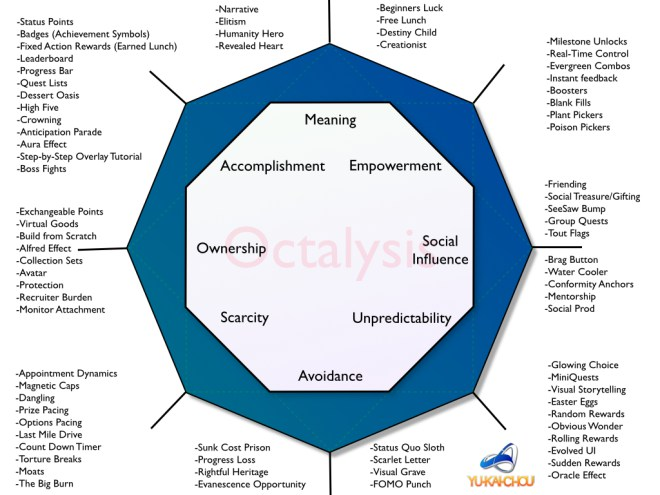 -Narrative
-Elitism
-Humanity Hero
-Revealed Heart
-Beginners Luck
-Free Lunch
-Destiny Child
-Creationist
-Status Points
-Badges (Achievement Symbols)
-Fixed Action Rewards (Earned Lunch)
-Leaderboard
-Progress Bar
-Quest Lists
-Dessert Oasis
-High Five
-Crowning
-Anticipation Parade
-Aura Effect
-Step-by-Step Overlay Tutorial
-Boss Fights
-Milestone Unlocks
-Real-Time Control
-Evergreen Combos
-Instant feedback
-Boosters
-Blank Fills
-Plant Pickers
-Poison Pickers
Meaning
Accomplishment
Empowerment
Ownership
Octalysis
Social
Influence
Scarcity
Unpredictability
Avoidance
-Exchangeable Points
-Virtual Goods
-Build from Scratch
-Alfred Effect
-Collection Sets
-Avatar
-Protection
-Recruiter Burden
-Monitor Attachment
-Friending
-Social Treasure/Gifting
-SeeSaw Bump
-Group Quests
-Tout Flags
-Brag Button
-Water Cooler
-Conformity Anchors
-Mentorship
-Social Prod
-Appointment Dynamics
-Magnetic Caps
-Dangling
-Prize Pacing
-Options Pacing
-Last Mile Drive
-Count Down Timer
-Torture Breaks
-Moats
-The Big Burn
-Sunk Cost Prison
-Progress Loss
-Rightful Heritage
-Evanescence Opportunity
-Status Quo Sloth
-Scarlet Letter
-Visual Grave
-FOMO Punch
-Glowing Choice
-MiniQuests
-Visual Storytelling
-Easter Eggs
-Random Rewards
-Obvious Wonder
-Rolling Rewards
-Evolved UI
-Sudden Rewards
-Oracle Effect
YU-KAI CHOU